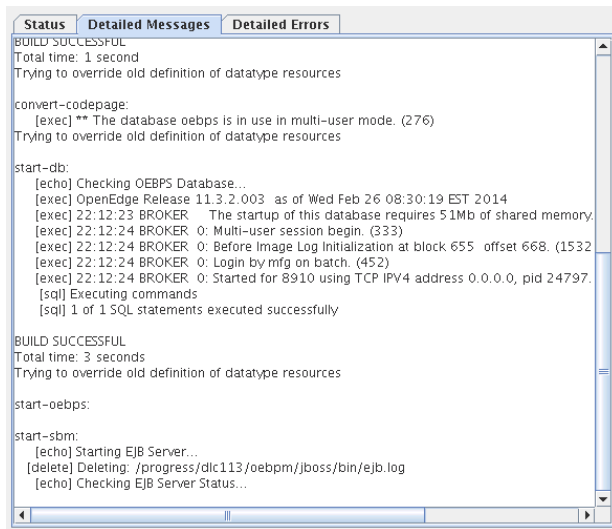 Status Detailed Messages Detailed Errors
BUILD SUCCESSFUL
Total time: 1 second
Trying to override old definition of datatype resources
convert-codepage:
[exec] ** The database oebps is in use in multi-user mode. (276)
Trying to override old definition of datatype resources
start-db:
[echo] Checking OEBPS Database...
[exec] OpenEdge Release 11.3.2.003 as of Wed Feb 26 08:30:19 EST 2014
[exec] 22:12:23 BROKER The startup of this database requires 51Mb of shared memory.
[exec] 22:12:24 BROKER 0: Multi-user session begin. (333)
[exec] 22:12:24 BROKER 0: Before Image Log Initialization at block 655 offset 668. (1532
[exec] 22:12:24 BROKER 0: Login by mfg on batch. (452)
[exec] 22:12:24 BROKER 0: Started for 8910 using TCP IPV4 address 0.0.0.0, pid 24797.
[sql] Executing commands
[sql] 1 of 1 SQL statements executed successfully
BUILD SUCCESSFUL
Total time: 3 seconds
Trying to override old definition of datatype resources
start-oebps:
start-sbm:
[echo] Starting EJB Server...
[delete] Deleting: /progress/dlc113/oebpm/jboss/bin/ejb.log
[echo] Checking EJB Server Status...